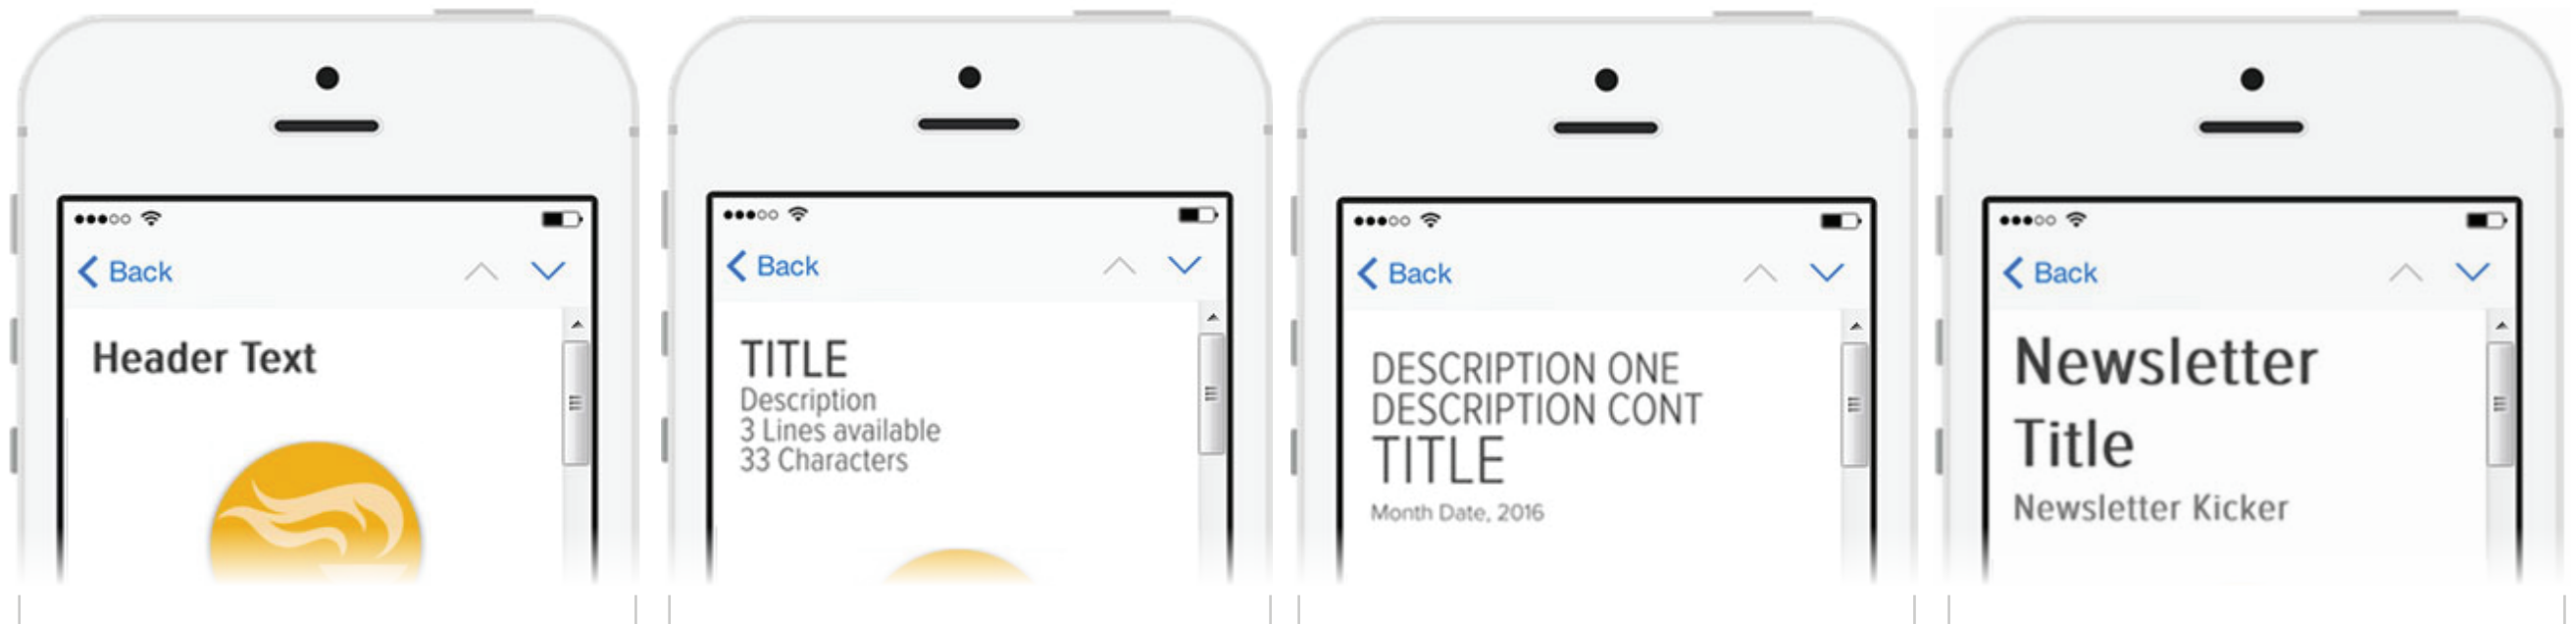 Back
Header Text
Back
TITLE
Description
3 Lines available
33 Characters
Back
DESCRIPTION ONE
DESCRIPTION CONT
TITLE
Month Date, 2016
Back
Newsletter
Title
Newsletter Kicker